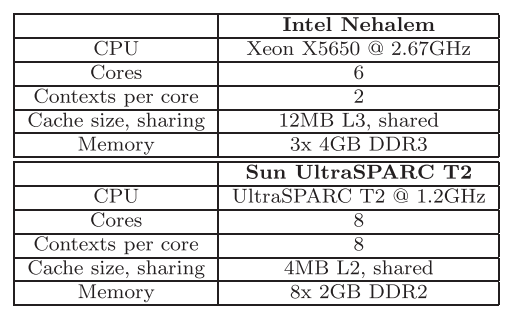 Intel Nehalem
CPU Xeon X5650 @ 2.67GHz
Cores 6
Contexts per core 2
Cache size, sharing 12MB L3, shared
Memory 3x 4GB DDR3
Sun UltraSPARC T2
CPU UltraSPARC T2 @ 1.2GHz
Cores 8
Contexts per core 8
Cache size, sharing 4MB L2, shared
Memory 8x 2GB DDR2